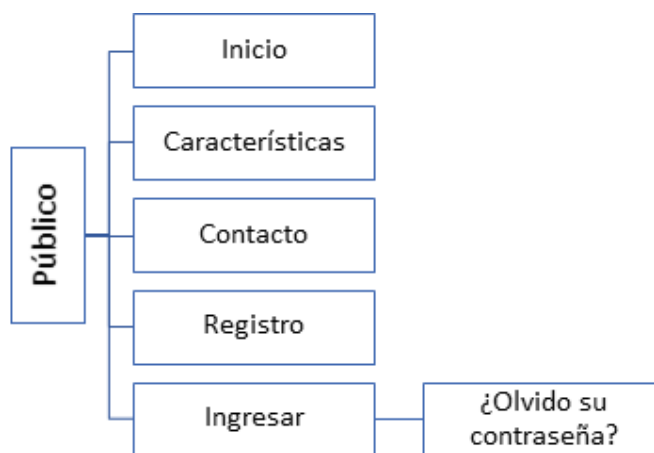 Público
Inicio
Características
Contacto
Registro
Ingresar
¿Olvido su
contraseña?